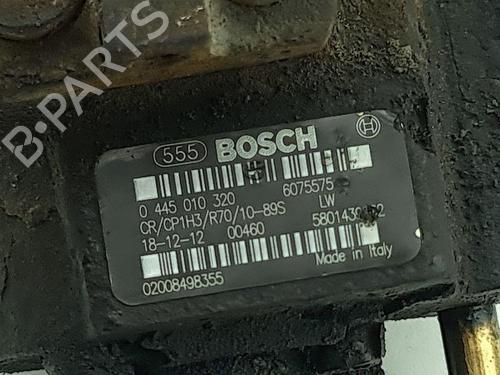 B-PARTS
555 BOSCH
0 445 010 320 6075575
CR/CP1H3/R70/10-89S LW
18-12-12 00460
Made in Italy
02008498355